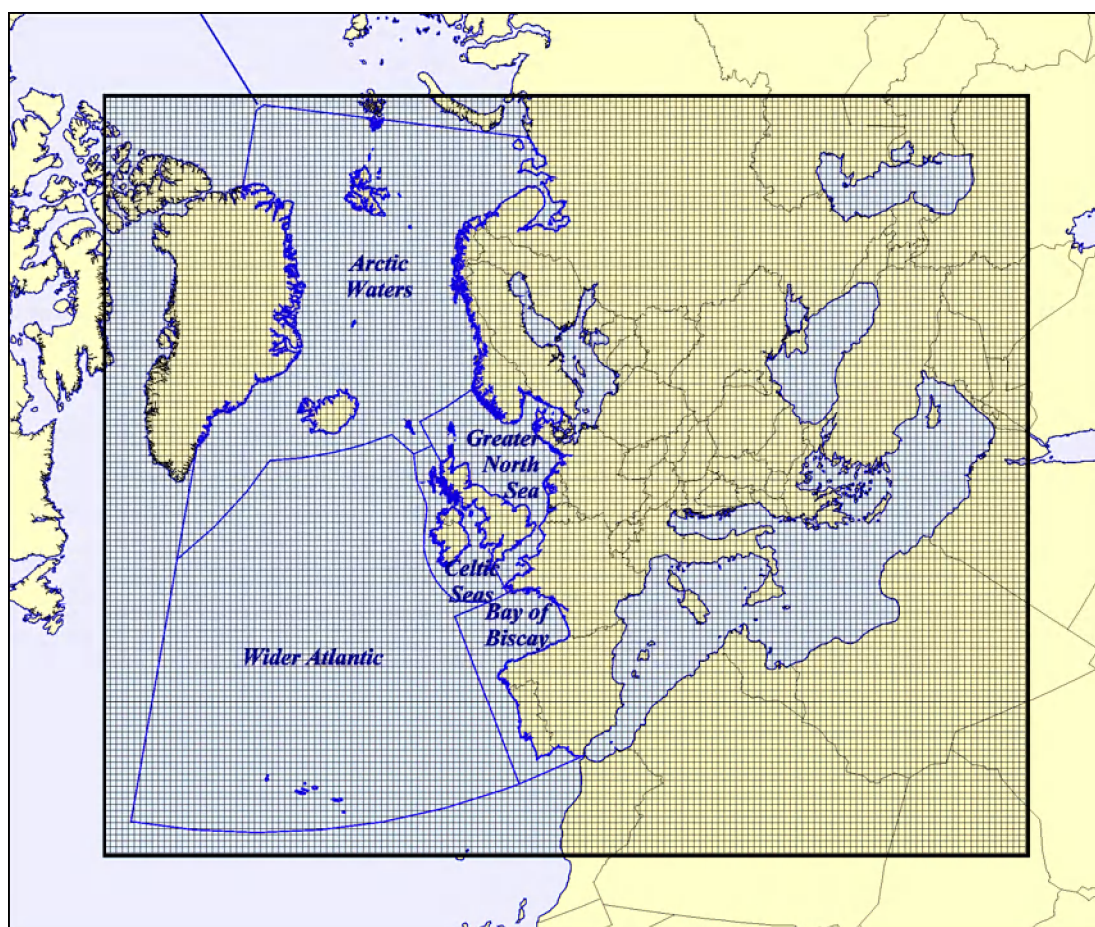 Arctic
Waters
Greater
North
Sea
Celtic
Seas
Bay of
Biscay
Wider Atlantic